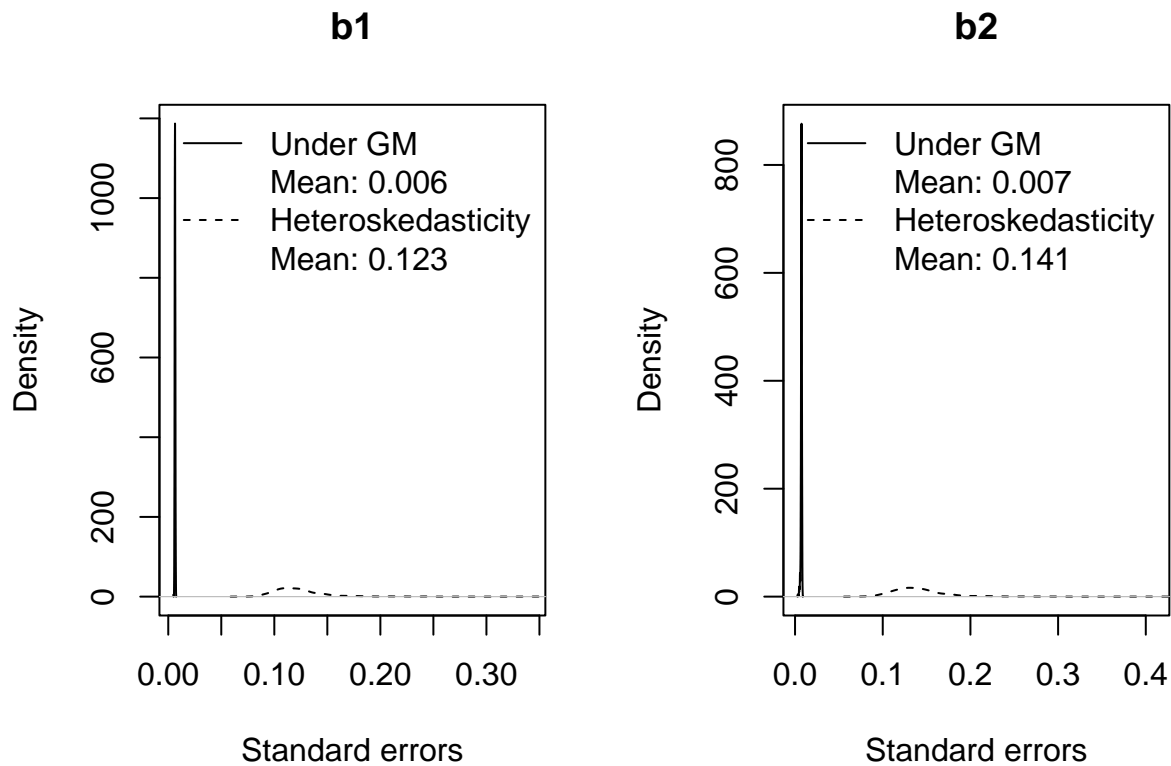 b1
Density
0 200 600 1000
Under GM
Mean: 0.006
Heteroskedasticity
Mean: 0.123
0.00 0.10 0.20 0.30
Standard errors
b2
Density
0 200 400 600 800
Under GM
Mean: 0.007
Heteroskedasticity
Mean: 0.141
0.0 0.1 0.2 0.3 0.4
Standard errors